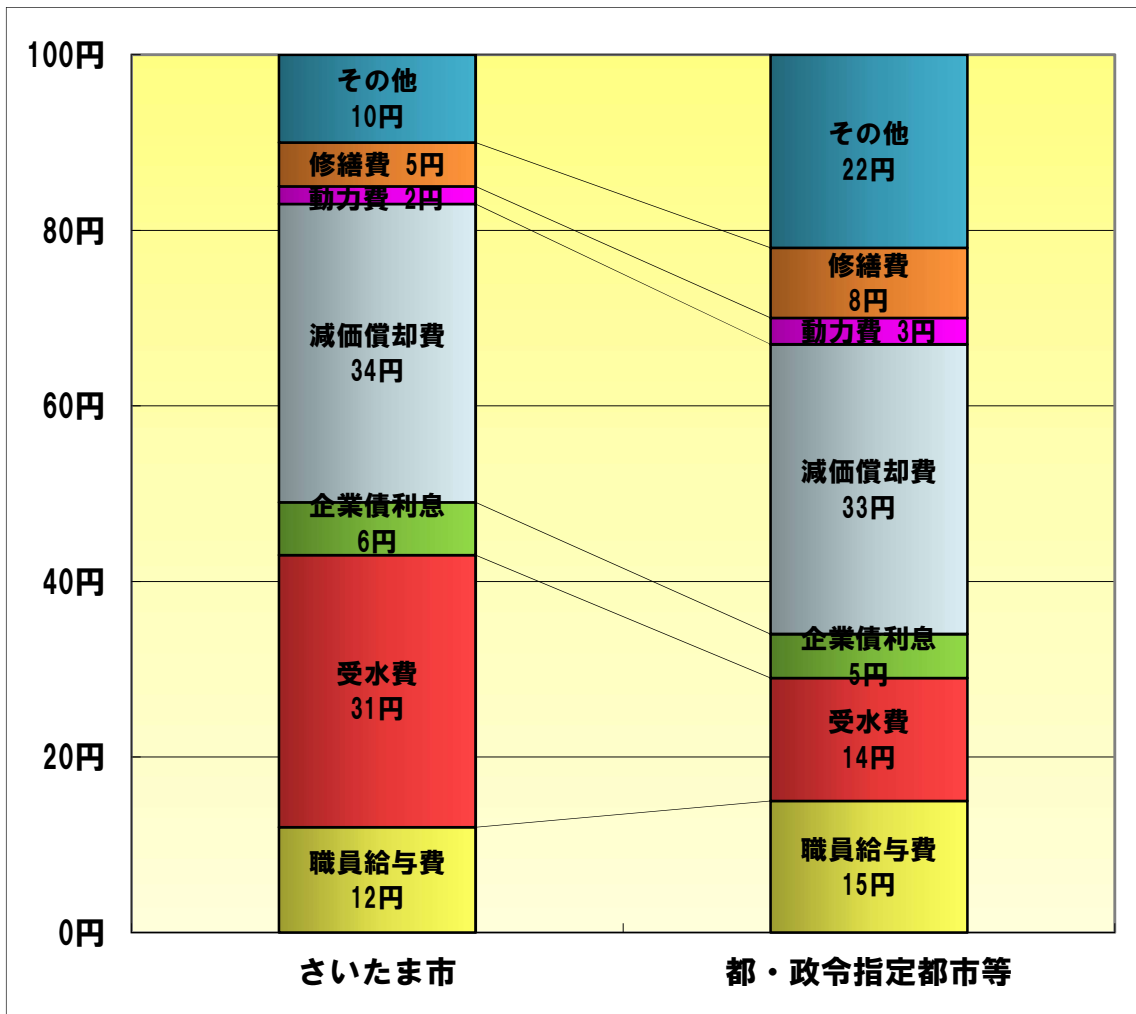 100円
80円
60円
40円
20円
0円
その他
10円
修繕費 5円
動力費 2円
減価償却費
34円
企業債利息
6円
受水費
31円
職員給与費
12円
その他
22円
修繕費
8円
動力費 3円
減価償却費
33円
企業債利息
5円
受水費
14円
職員給与費
15円
さいたま市
都・政令指定都市等